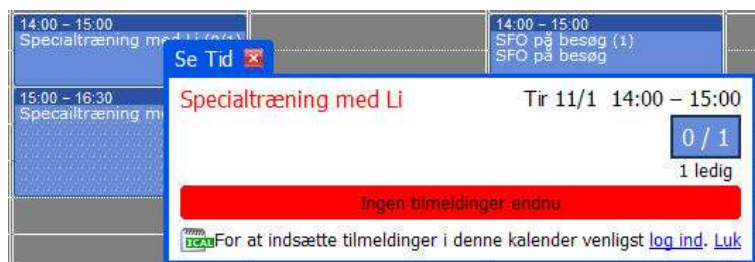 14:00 – 15:00
Specialtræning med Li (0/1)
14:00 – 15:00
SFO på besøg (1)
SFO på besøg
15:00 – 16:30
Specailtræning m
Se Tid
Specialtræning med Li
Tir 11/1 14:00 – 15:00
0 / 1
1 ledig
Ingen tilmeldinger endnu
ICAL For at indsætte tilmeldinger i denne kalender venligst log ind. Luk